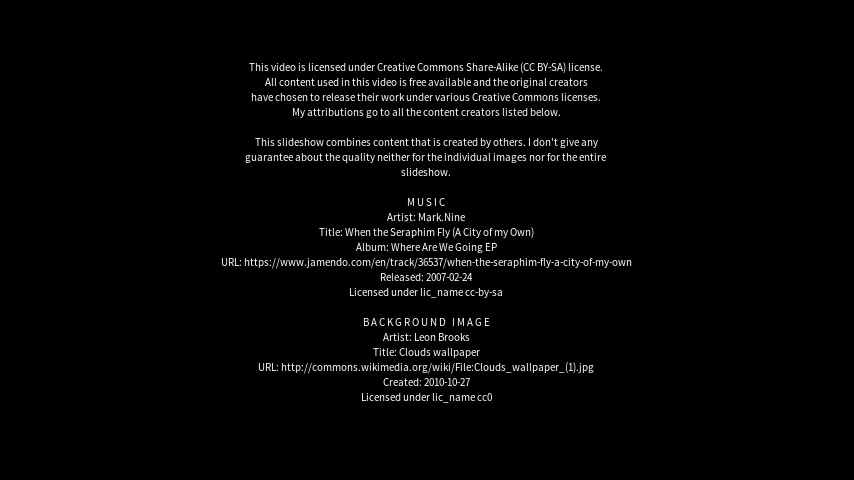 This video is licensed under Creative Commons Share-Alike (CC BY-SA) license.
All content used in this video is free available and the original creators
have chosen to release their work under various Creative Commons licenses.
My attributions go to all the content creators listed below.
This slideshow combines content that is created by others. I don't give any
guarantee about the quality neither for the individual images nor for the entire
slideshow.
M U S I C
Artist: Mark.Nine
Title: When the Seraphim Fly (A City of my Own)
Album: Where Are We Going EP
URL: https://www.jamendo.com/en/track/36537/when-the-seraphim-fly-a-city-of-my-own
Released: 2007-02-24
Licensed under lic_name cc-by-sa
B A C K G R O U N D   I M A G E
Artist: Leon Brooks
Title: Clouds wallpaper
URL: http://commons.wikimedia.org/wiki/File:Clouds_wallpaper_(1).jpg
Created: 2010-10-27
Licensed under lic_name cc0